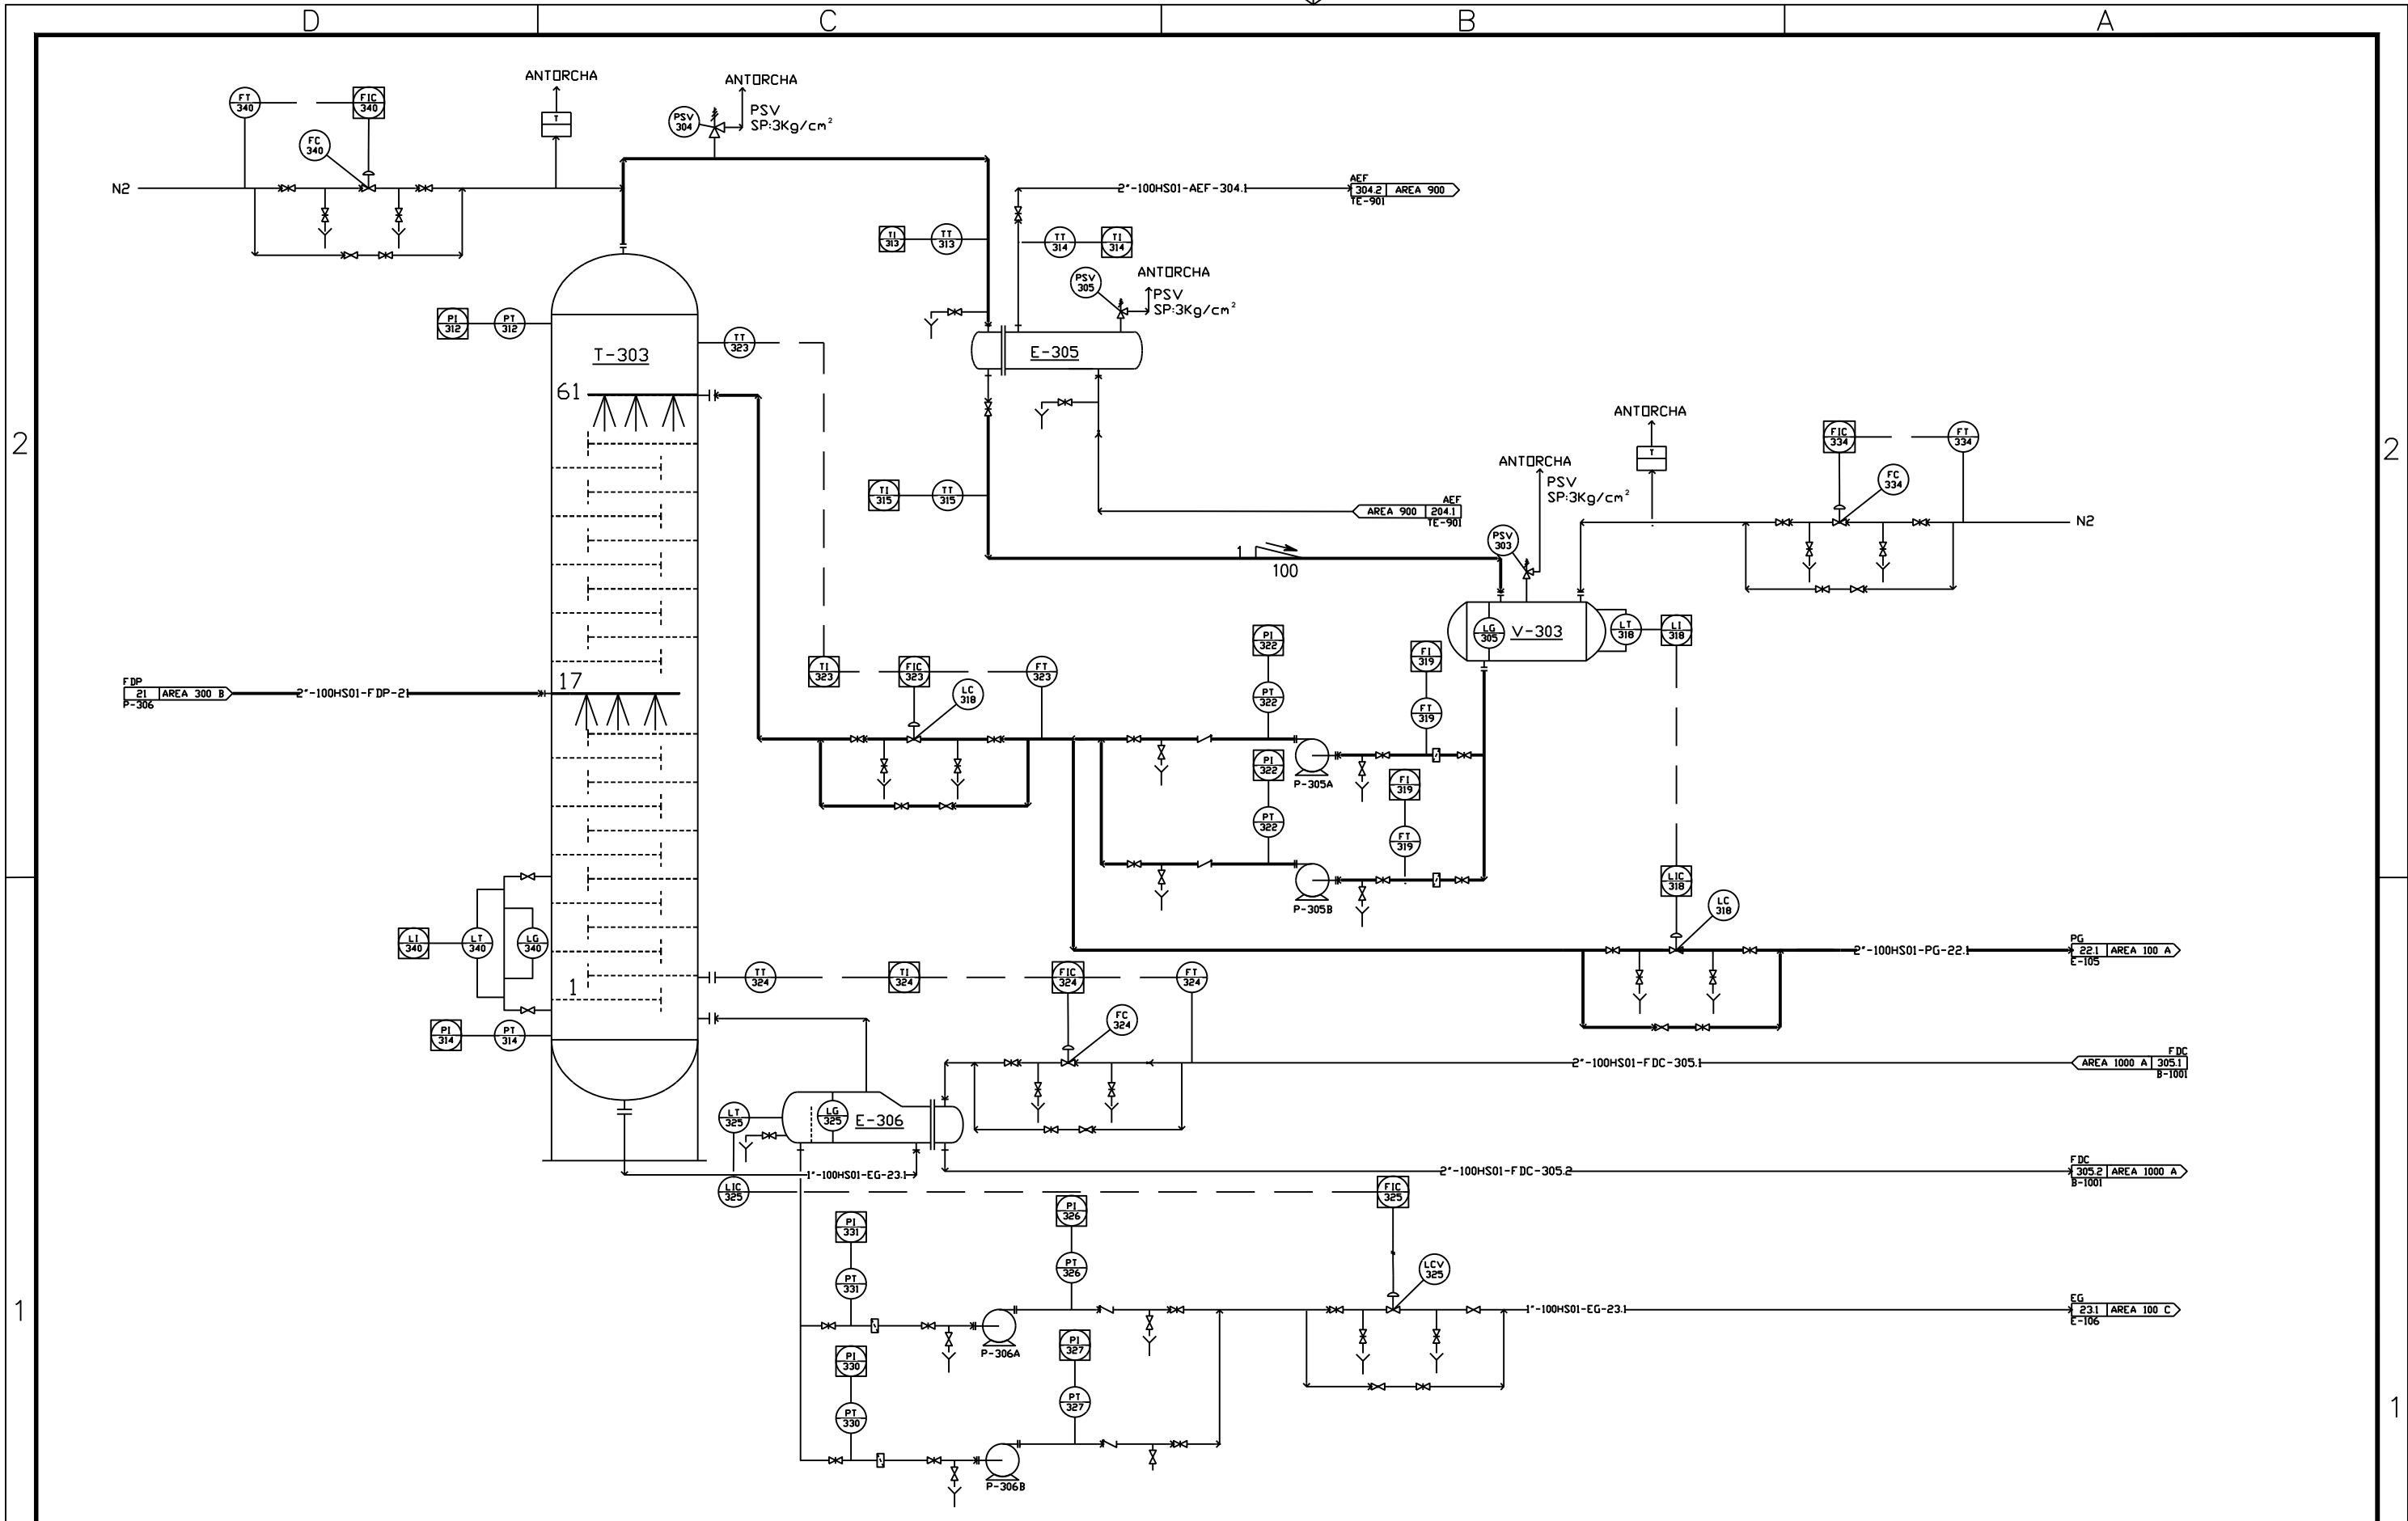 D
C
B
A
2
2
1
1
FT
340
FIC
340
FC
340
N2
ANTORCHA
T
PSV
304
ANTORCHA
PSV
SP:3Kg/cm²
2"-100HS01-AEF-304.1
AEF
304.2 AREA 900
TE-901
TI
313
TT
313
TT
314
TI
314
PSV
305
ANTORCHA
PSV
SP:3Kg/cm²
PI
312
PT
312
T-303
TT
323
E-305
61
17
1
TI
315
TT
315
AEF
AREA 900 204.1
TE-901
1
100
ANTORCHA
PSV
SP:3Kg/cm²
PSV
303
ANTORCHA
T
FIC
334
FT
334
FC
334
N2
LG
305
V-303
LT
318
LI
318
FDP
21 AREA 300 B
P-306
2"-100HS01-FDP-21
TI
323
FIC
323
LC
318
FT
323
PI
322
PT
322
FI
319
FT
319
P-305A
PI
322
PT
322
FI
319
FT
319
P-305B
LIC
318
LC
318
2"-100HS01-PG-22.1
PG
22.1 AREA 100 A
E-105
LI
340
LT
340
LG
340
PI
314
PT
314
TT
324
TI
324
FIC
324
FT
324
FC
324
2"-100HS01-FDC-305.1
FDC
AREA 1000 A 305.1
B-1001
LT
325
LG
325
E-306
1"-100HS01-EG-23.1
2"-100HS01-FDC-305.2
FDC
305.2 AREA 1000 A
B-1001
LIC
325
FIC
325
PI
331
PT
331
PI
326
PT
326
LCV
325
P-306A
1"-100HS01-EG-23.1
EG
23.1 AREA 100 C
E-106
PI
330
PT
330
PI
327
PT
327
P-306B